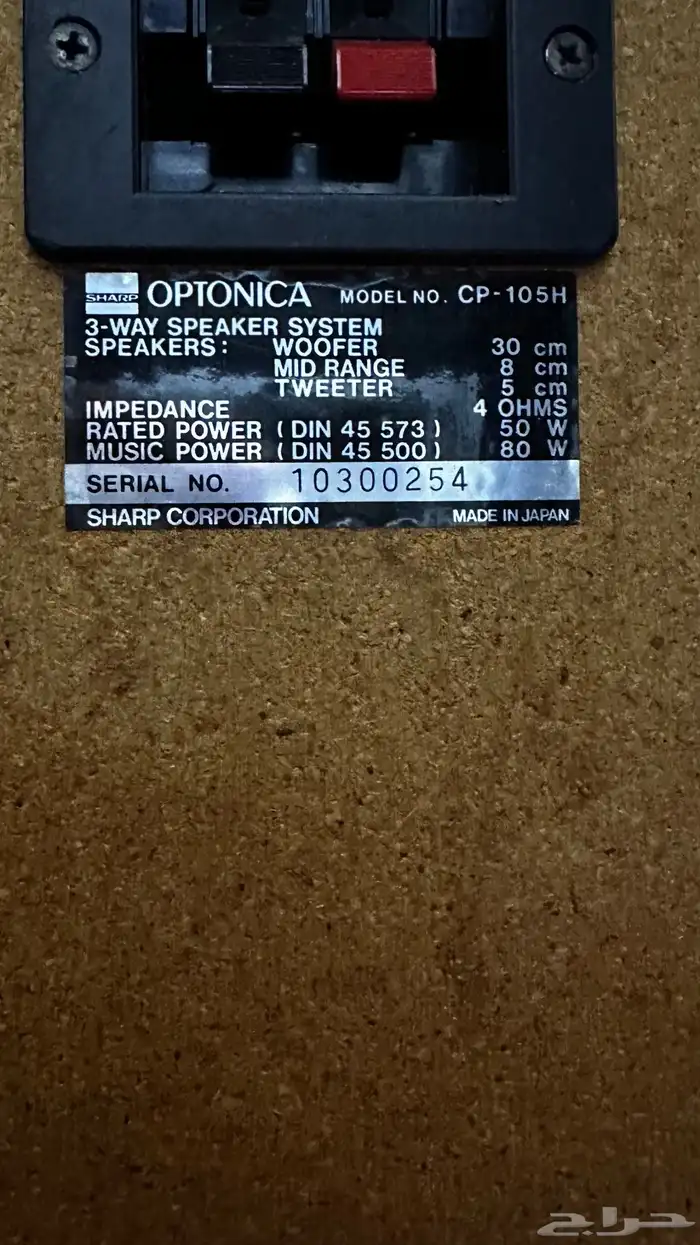 SHARP OPTONICA MODEL NO. CP-105H
3-WAY SPEAKER SYSTEM
SPEAKERS: WOOFER 30 cm
MID RANGE 8 cm
TWEETER 5 cm
IMPEDANCE 4 OHMS
RATED POWER (DIN 45 573) 50 W
MUSIC POWER (DIN 45 500) 80 W
SERIAL NO. 10300254
SHARP CORPORATION MADE IN JAPAN
حراج